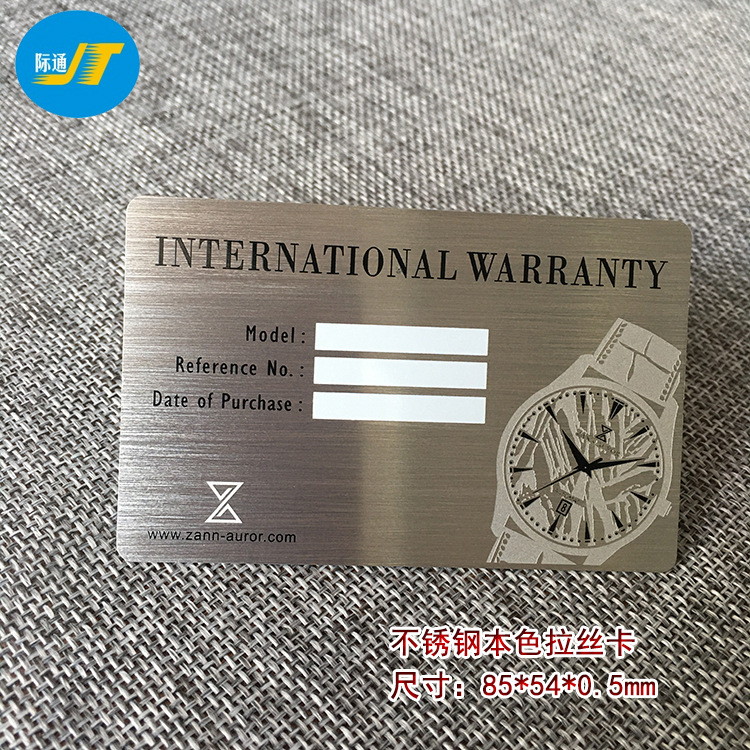 际通 JT
INTERNATIONAL WARRANTY
Model :
Reference No. :
Date of Purchase :
www.zann-auror.com
不锈钢本色拉丝卡
尺寸：85*54*0.5mm